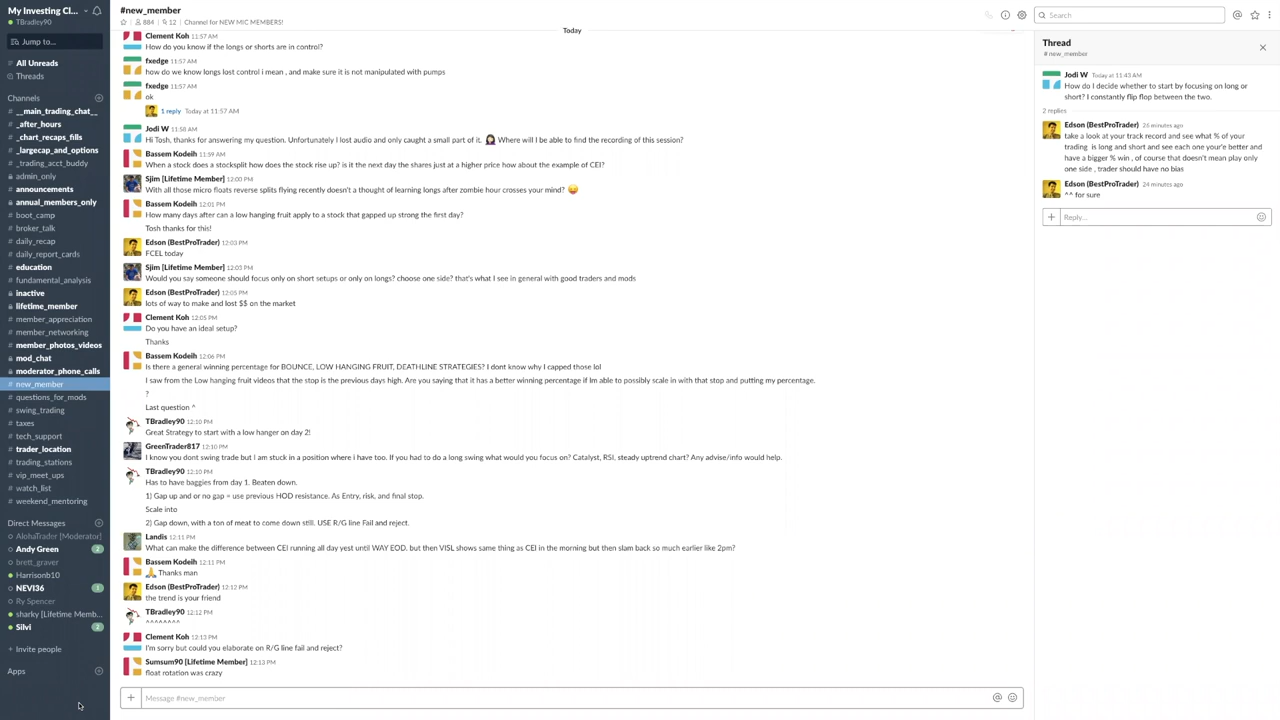 My Investing Cl...
TBradley90
Jump to...
All Unreads
Threads
Channels
# __main_trading_chat__
# _after_hours
# _chart_recaps_fills
# _largecap_and_options
# _trading_acct_buddy
admin_only
# announcements
annual_members_only
# boot_camp
# broker_talk
# daily_recap
# daily_report_cards
# education
# fundamental_analysis
inactive
lifetime_member
# member_appreciation
# member_networking
# member_photos_videos
mod_chat
moderator_phone_calls
# new_member
# questions_for_mods
# swing_trading
# taxes
# tech_support
# trader_location
# trading_stations
# vip_meet_ups
# watch_list
# weekend_mentoring
Direct Messages
AlohaTrader [Moderator]
Andy Green 2
brett_graver
Harrisonb10
NEVI36 1
Ry Spencer
sharky [Lifetime Memb...
Silvi
+ Invite people
Apps
#new_member
884 12 Channel for NEW MIC MEMBERS!
Search
Today
Clement Koh 11:57 AM
How do you know if the longs or shorts are in control?
fxedge 11:57 AM
how do we know longs lost control i mean , and make sure it is not manipulated with pumps
fxedge 11:57 AM
ok
1 reply Today at 11:57 AM
Jodi W 11:58 AM
Hi Tosh, thanks for answering my question. Unfortunately I lost audio and only caught a small part of it. 🤦🏻‍♀️ Where will I be able to find the recording of this session?
Bassem Kodeih 11:59 AM
When a stock does a stocksplit how does the stock rise up? is it the next day the shares just at a higher price how about the example of CEI?
Sjim [Lifetime Member] 12:00 PM
With all those micro floats reverse splits flying recently doesn't a thought of learning longs after zombie hour crosses your mind? 😛
Bassem Kodeih 12:01 PM
How many days after can a low hanging fruit apply to a stock that gapped up strong the first day?
Tosh thanks for this!
Edson (BestProTrader) 12:03 PM
FCEL today
Sjim [Lifetime Member] 12:03 PM
Would you say someone should focus only on short setups or only on longs? choose one side? that's what I see in general with good traders and mods
Edson (BestProTrader) 12:05 PM
lots of way to make and lost $$ on the market
Clement Koh 12:05 PM
Do you have an ideal setup?
Thanks
Bassem Kodeih 12:06 PM
Is there a general winning percentage for BOUNCE, LOW HANGING FRUIT, DEATHLINE STRATEGIES? I dont know why I capped those lol
I saw from the Low hanging fruit videos that the stop is the previous days high. Are you saying that it has a better winning percentage if Im able to possibly scale in with that stop and putting my percentage.
?
Last question ^
TBradley90 12:10 PM
Great Strategy to start with a low hanger on day 2!
GreenTrader817 12:10 PM
I know you dont swing trade but I am stuck in a position where i have too. If you had to do a long swing what would you focus on? Catalyst, RSI, steady uptrend chart? Any advise/info would help.
TBradley90 12:10 PM
Has to have baggies from day 1. Beaten down.
1) Gap up and or no gap = use previous HOD resistance. As Entry, risk, and final stop.
Scale into
2) Gap down, with a ton of meat to come down still. USE R/G line Fail and reject.
Landis 12:11 PM
What can make the difference between CEI running all day yest until WAY EOD. but then VISL shows same thing as CEI in the morning but then slam back so much earlier like 2pm?
Bassem Kodeih 12:11 PM
🙏 Thanks man
Edson (BestProTrader) 12:12 PM
the trend is your friend
TBradley90 12:12 PM
^^^^^^^^
Clement Koh 12:13 PM
I'm sorry but could you elaborate on R/G line fail and reject?
Sumsum90 [Lifetime Member] 12:13 PM
float rotation was crazy
Message #new_member
Thread
# new_member
Jodi W Today at 11:43 AM
How do I decide whether to start by focusing on long or
short? I constantly flip flop between the two.
2 replies
Edson (BestProTrader) 26 minutes ago
take a look at your track record and see what % of your
trading is long and short and see each one your'e better and
have a bigger % win , of course that doesn't mean play only
one side , trader should have no bias
Edson (BestProTrader) 24 minutes ago
^^ for sure
Reply...